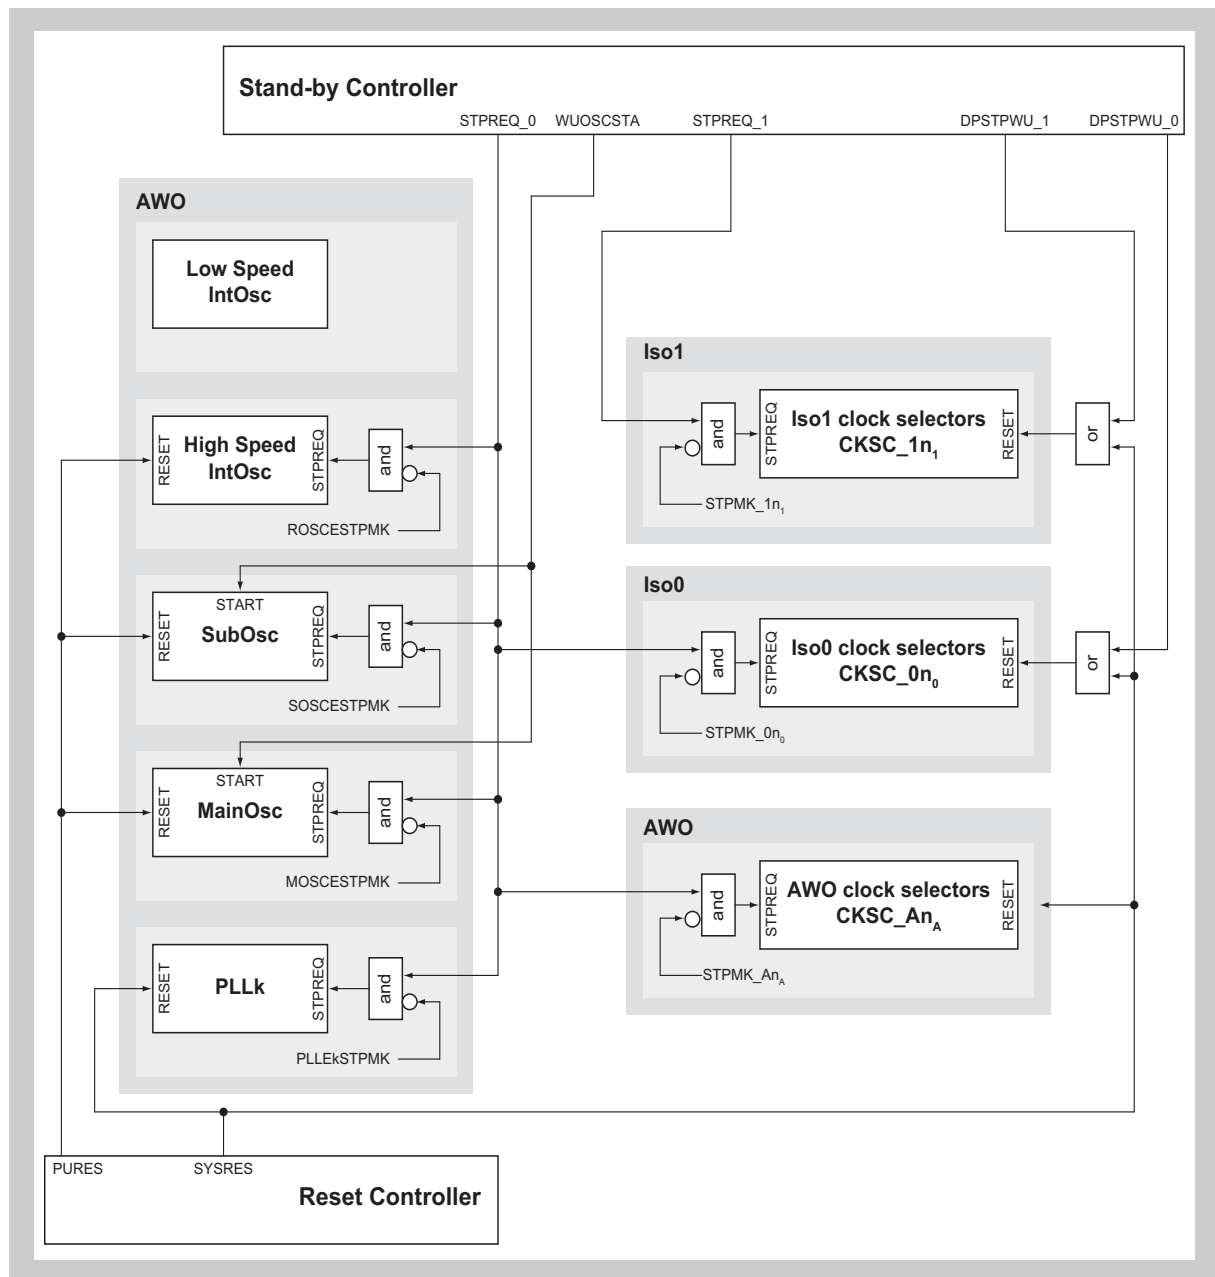 Stand-by Controller
STPREQ_0 WUOSCSTA STPREQ_1 DPSTPWU_1 DPSTPWU_0
AWO
Low Speed
IntOsc
RESET
High Speed
IntOsc
STPREQ
and
ROSCESTPMK
START
RESET
SubOsc
STPREQ
and
SOSCESTPMK
START
RESET
MainOsc
STPREQ
and
MOSCESTPMK
RESET
PLLk
STPREQ
and
PLLEkSTPMK
Iso1
and
STPREQ
Iso1 clock selectors
CKSC_1n1
RESET
or
STPMK_1n1
Iso0
and
STPREQ
Iso0 clock selectors
CKSC_0n0
RESET
or
STPMK_0n0
AWO
and
STPREQ
AWO clock selectors
CKSC_AnA
RESET
STPMK_AnA
PURES SYSRES
Reset Controller